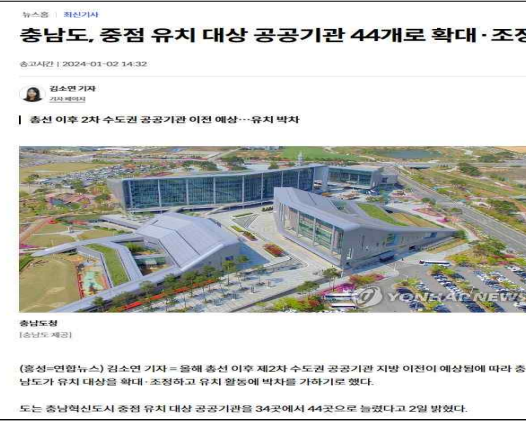 뉴스홈 | 최신기사
충남도, 중점 유치 대상 공공기관 44개로 확대·조정
송고시간 | 2024-01-02 14:32
김소연 기자
기자 페이지
총선 이후 2차 수도권 공공기관 이전 예상…유치 박차
YONHAP NEWS
충남도청
[충남도 제공]
(홍성=연합뉴스) 김소연 기자 = 올해 총선 이후 제2차 수도권 공공기관 지방 이전이 예상됨에 따라 충
남도가 유치 대상을 확대·조정하고 유치 활동에 박차를 가하기로 했다.
도는 충남혁신도시 중점 유치 대상 공공기관을 34곳에서 44곳으로 늘렸다고 2일 밝혔다.